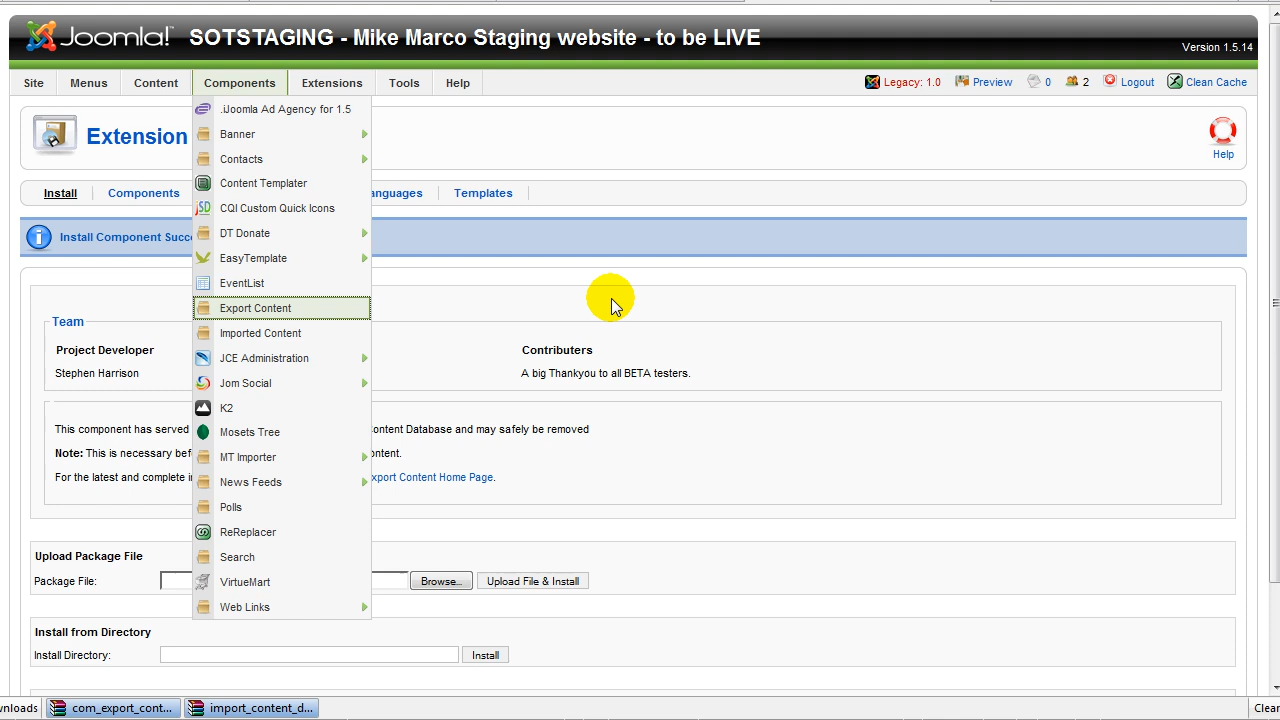 Joomla!™ SOTSTAGING - Mike Marco Staging website - to be LIVE
Version 1.5.14
Site Menus Content Components Extensions Tools Help Legacy: 1.0 Preview 0 2 Logout Clean Cache
Extension
Help
Install Components anguages Templates
Install Component Succe
.iJoomla Ad Agency for 1.5
Banner
Contacts
Content Templater
CQI Custom Quick Icons
DT Donate
EasyTemplate
EventList
Export Content
Imported Content
JCE Administration
Jom Social
K2
Mosets Tree
MT Importer
News Feeds
Polls
ReReplacer
Search
VirtueMart
Web Links
Team
Project Developer Contributers
Stephen Harrison A big Thankyou to all BETA testers.
This component has served ontent Database and may safely be removed
Note: This is necessary bef ontent.
For the latest and complete in xport Content Home Page.
Upload Package File
Package File: Browse... Upload File & Install
Install from Directory
Install Directory: Install
wnloads com_export_cont... import_content_d... Clear